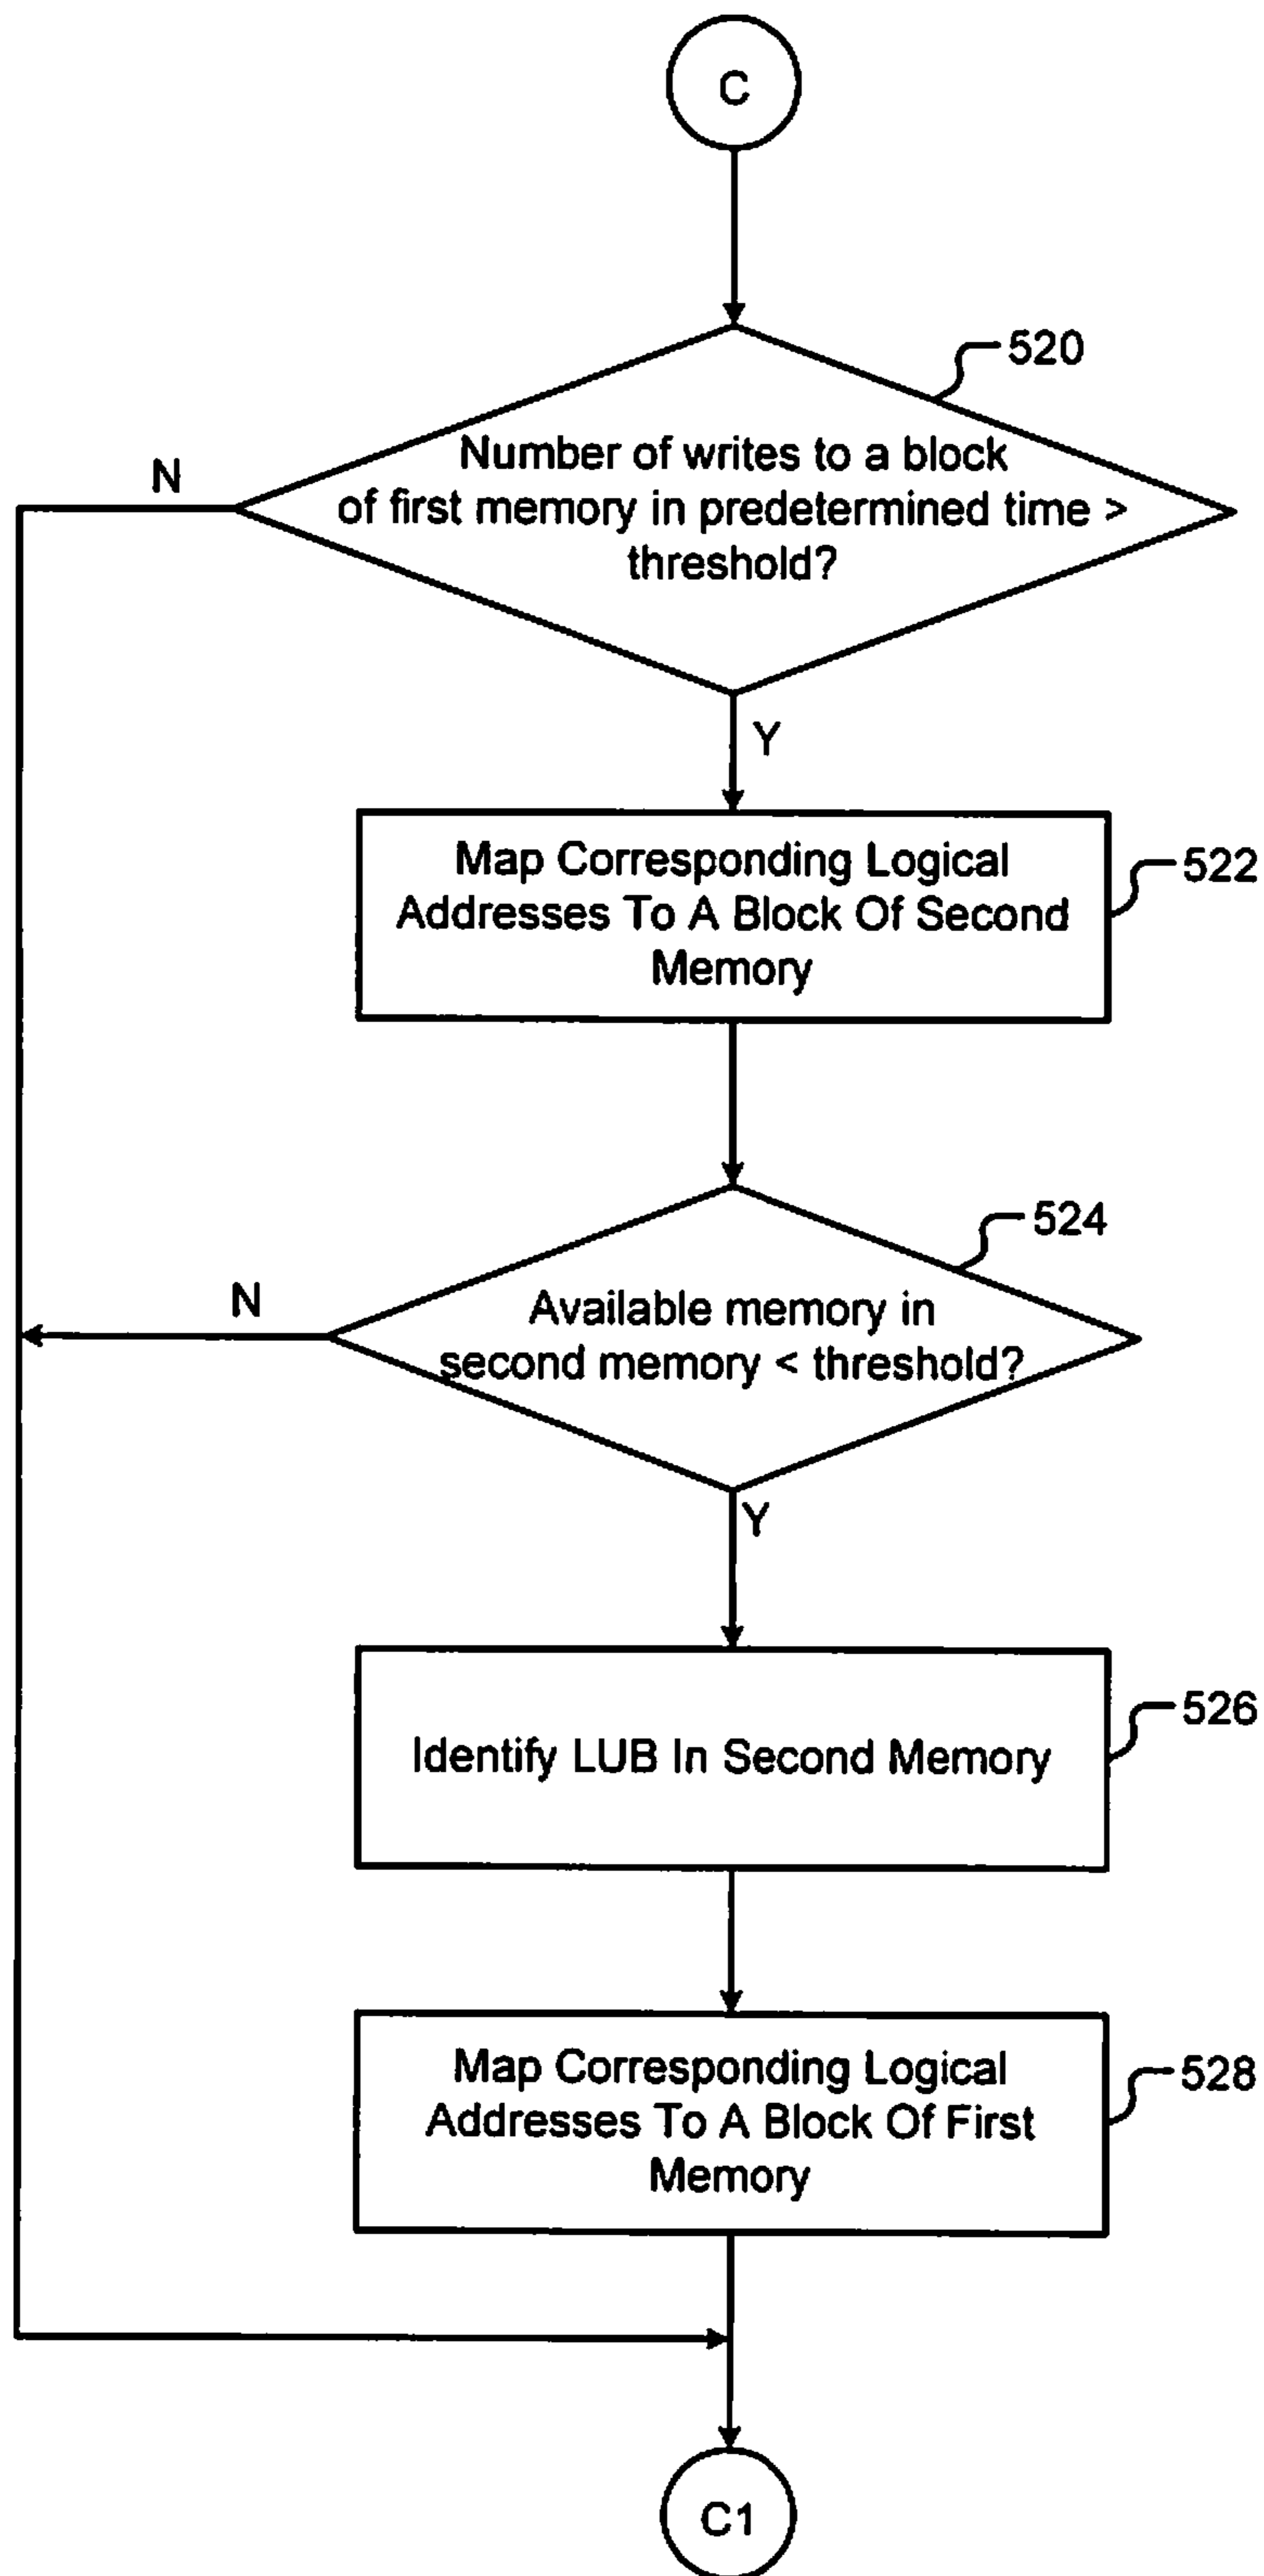 C
520
Number of writes to a block
of first memory in predetermined time >
threshold?
N
Y
Map Corresponding Logical
Addresses To A Block Of Second
Memory
522
524
N
Available memory in
second memory < threshold?
Y
526
Identify LUB In Second Memory
Map Corresponding Logical
Addresses To A Block Of First
Memory
528
C1